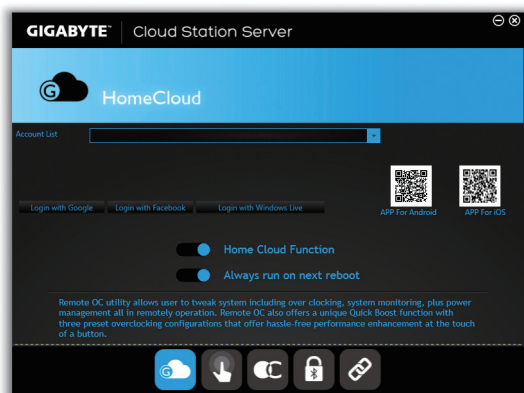 GIGABYTE™ Cloud Station Server
G HomeCloud
Account List
Login with Google Login with Facebook Login with Windows Live
APP For Android APP For iOS
Home Cloud Function
Always run on next reboot
Remote OC utility allows user to tweak system including over clocking, system monitoring, plus power
management all in remotely operation. Remote OC also offers a unique Quick Boost function with
three preset overclocking configurations that offer hassle-free performance enhancement at the touch
of a button.
G OC